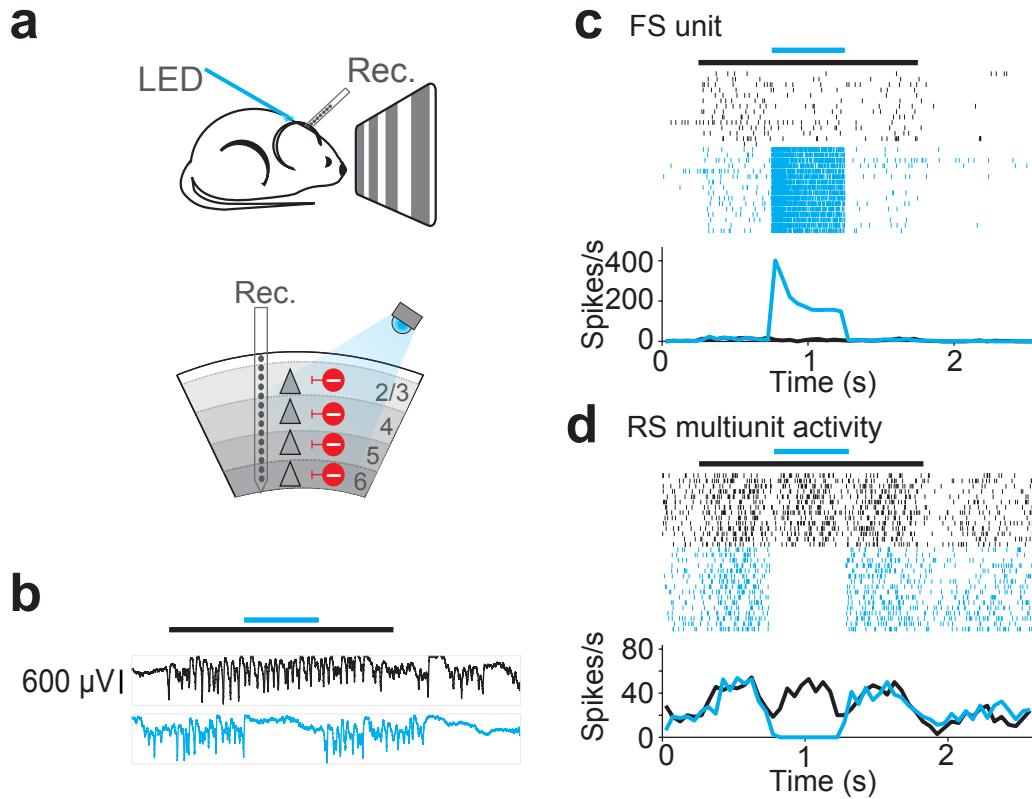 a
LED
Rec.
Rec.
2/3
4
5
6
b
600 µV
c FS unit
Spikes/s
400
200
0
0 1 2
Time (s)
d RS multiunit activity
Spikes/s
80
40
0
0 1 2
Time (s)